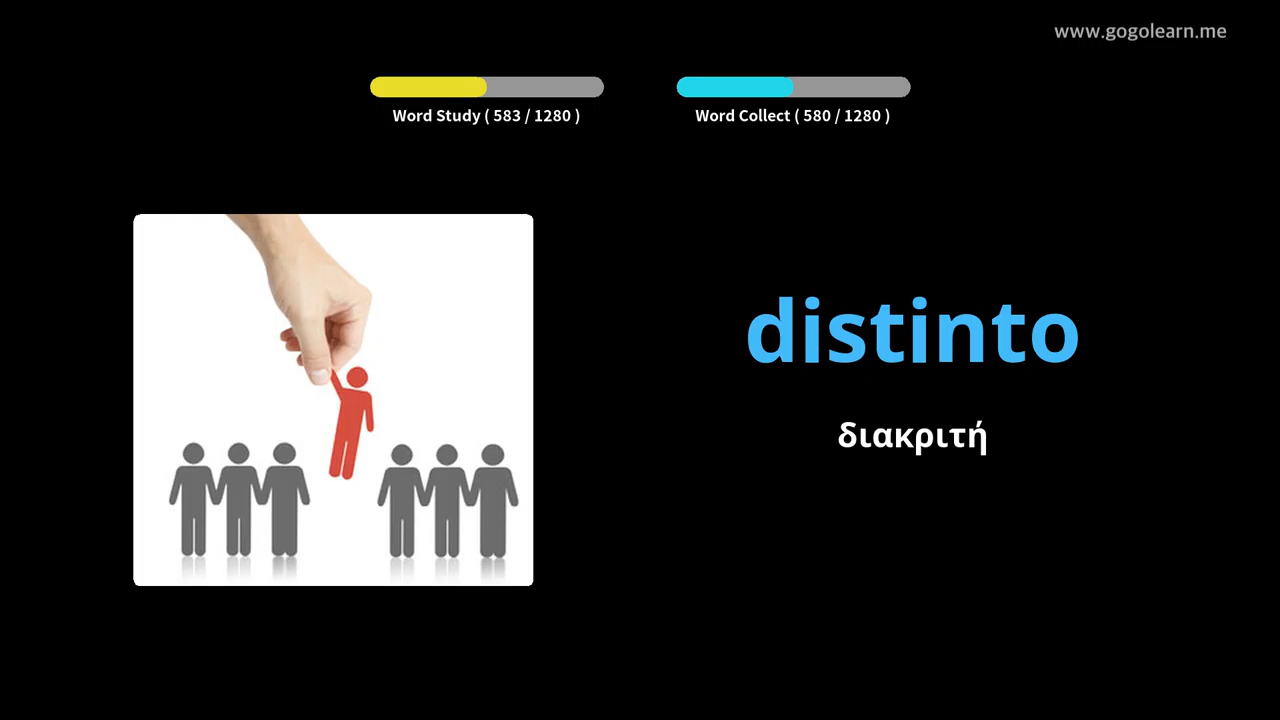 www.gogolearn.me
Word Study ( 583 / 1280 )
Word Collect ( 580 / 1280 )
distinto
διακριτή